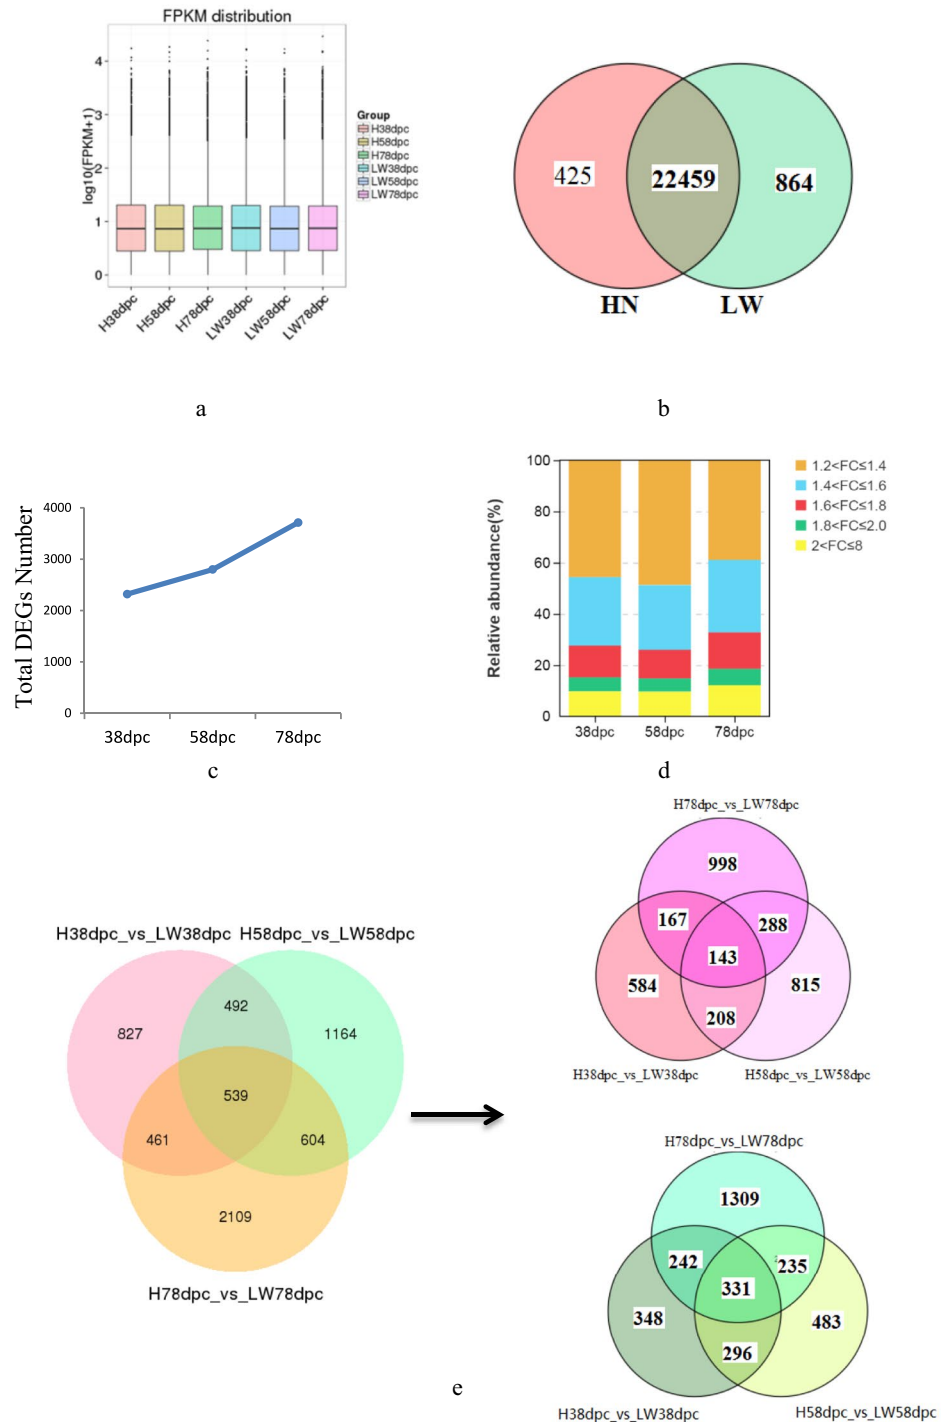 FPKM distribution
log10(FPKM+1)
4
3
2
1
0
H38dpc
H58dpc
H78dpc
LW38dpc
LW58dpc
LW78dpc
Group
H38dpc
H58dpc
H78dpc
LW38dpc
LW58dpc
LW78dpc
a
425
22459
864
HN
LW
b
Total DEGs Number
4000
3000
2000
1000
0
38dpc
58dpc
78dpc
c
Relative abundance(%)
100
80
60
40
20
0
38dpc
58dpc
78dpc
1.2<FC≤1.4
1.4<FC≤1.6
1.6<FC≤1.8
1.8<FC≤2.0
2<FC≤8
d
H38dpc_vs_LW38dpc H58dpc_vs_LW58dpc
492
827
1164
539
461
604
2109
H78dpc_vs_LW78dpc
H78dpc_vs_LW78dpc
998
167
288
143
584
815
208
H38dpc_vs_LW38dpc
H58dpc_vs_LW58dpc
H78dpc_vs_LW78dpc
1309
242
235
331
348
483
296
H38dpc_vs_LW38dpc
H58dpc_vs_LW58dpc
e